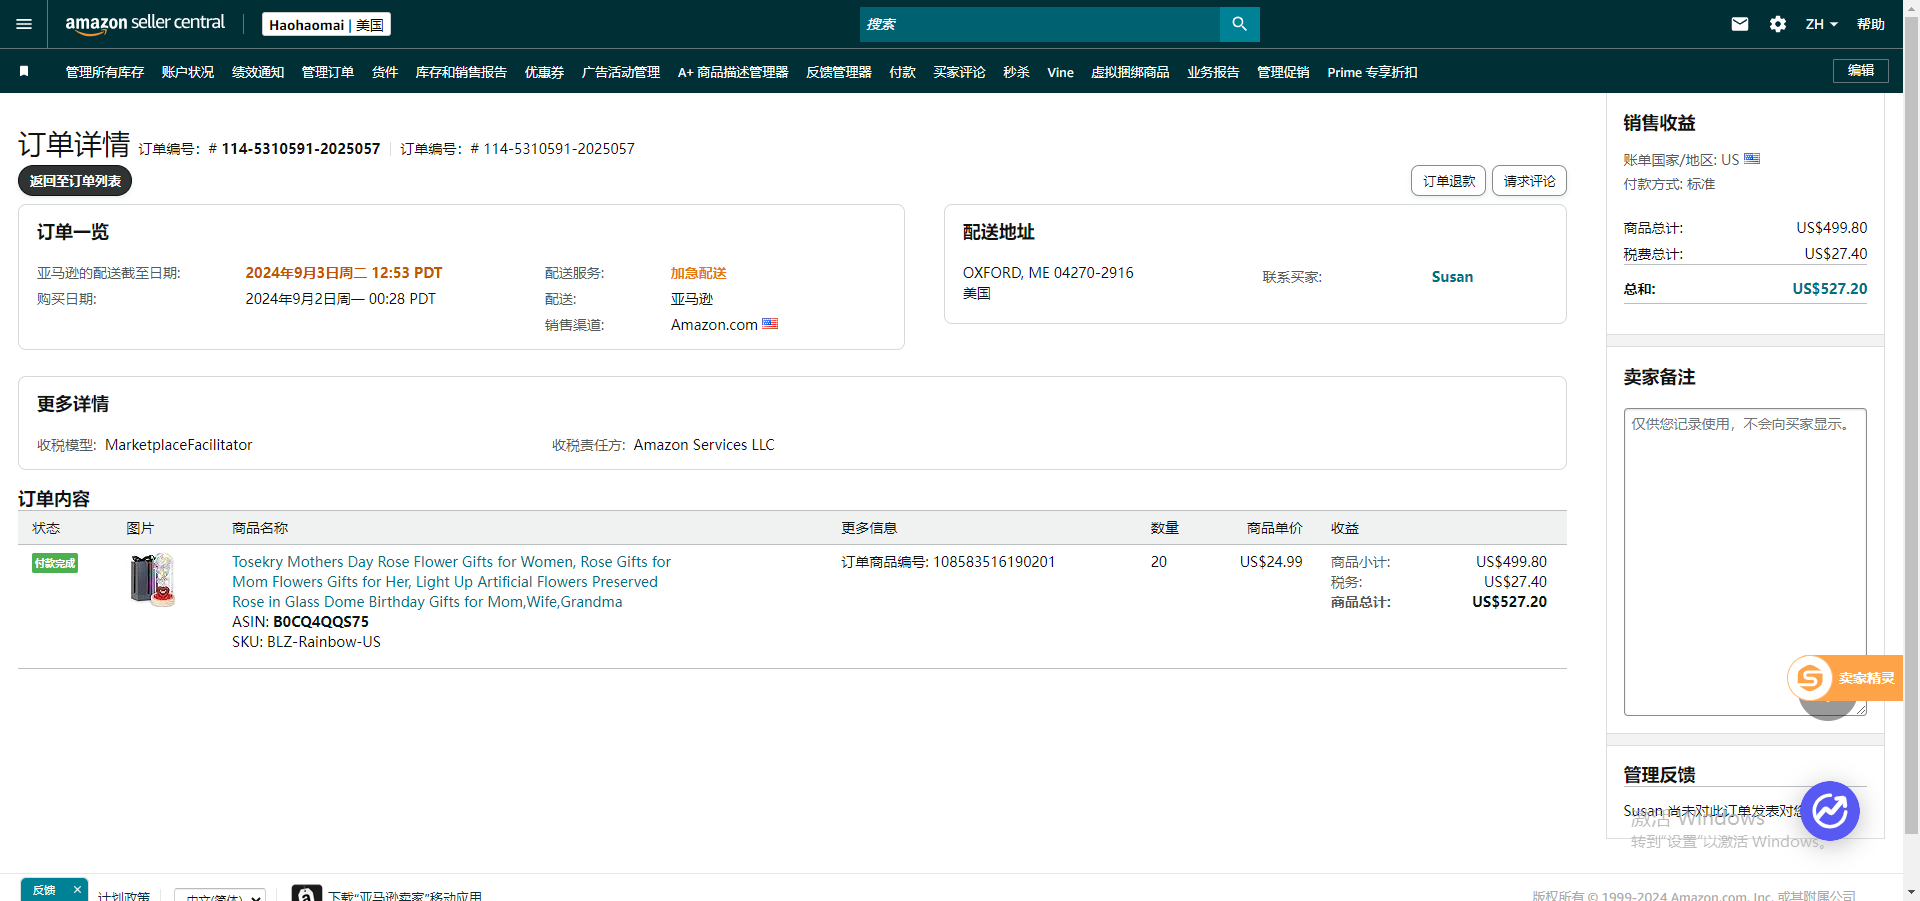 amazon seller central
Haohaomai | 美国
搜索
ZH
帮助
管理所有库存 账户状况 绩效通知 管理订单 货件 库存和销售报告 优惠券 广告活动管理 A+ 商品描述管理器 反馈管理器 付款 买家评论 秒杀 Vine 虚拟捆绑商品 业务报告 管理促销 Prime 专享折扣
编辑
订单详情 订单编号: # 114-5310591-2025057 订单编号: # 114-5310591-2025057
返回至订单列表
订单退款 请求评论
订单一览
亚马逊的配送截至日期: 2024年9月3日周二 12:53 PDT
购买日期: 2024年9月2日周一 00:28 PDT
配送服务: 加急配送
配送: 亚马逊
销售渠道: Amazon.com
配送地址
OXFORD, ME 04270-2916
美国
联系买家: Susan
更多详情
收税模型: MarketplaceFacilitator 收税责任方: Amazon Services LLC
订单内容
状态 图片 商品名称 更多信息 数量 商品单价 收益
付款完成
Tosekry Mothers Day Rose Flower Gifts for Women, Rose Gifts for
Mom Flowers Gifts for Her, Light Up Artificial Flowers Preserved
Rose in Glass Dome Birthday Gifts for Mom,Wife,Grandma
ASIN: B0CQ4QQS75
SKU: BLZ-Rainbow-US
订单商品编号: 108583516190201
20
US$24.99
商品小计: US$499.80
税务: US$27.40
商品总计: US$527.20
销售收益
账单国家/地区: US
付款方式: 标准
商品总计: US$499.80
税费总计: US$27.40
总和: US$527.20
卖家备注
仅供您记录使用，不会向买家显示。
卖家精灵
管理反馈
Susan 尚未对此订单发表对您
激活 Windows
转到"设置"以激活 Windows。
反馈 ×
计划政策
中文(简体)
下载"亚马逊卖家"移动应用
版权所有 © 1999-2024 Amazon.com, Inc. 或其附属公司